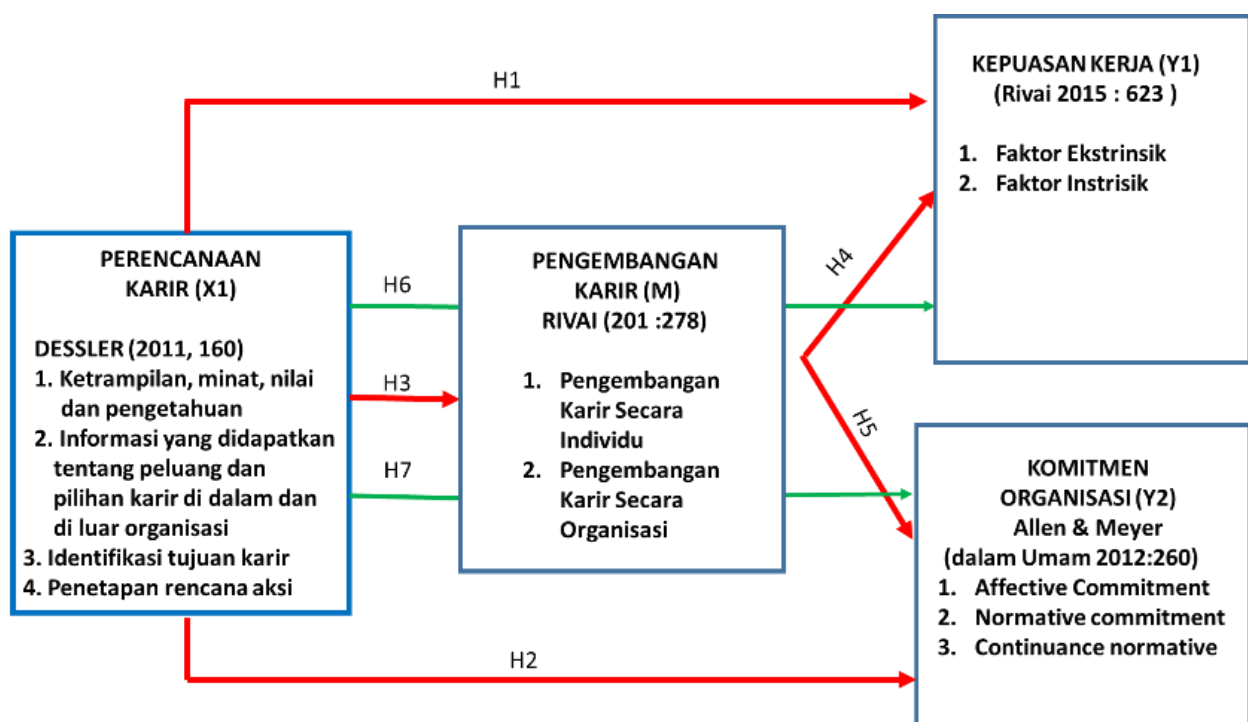 H1
KEPUASAN KERJA (Y1)
(Rivai 2015 : 623 )
1. Faktor Ekstrinsik
2. Faktor Instrisik
PERENCANAAN
KARIR (X1)
DESSLER (2011, 160)
1. Ketrampilan, minat, nilai
dan pengetahuan
2. Informasi yang didapatkan
tentang peluang dan
pilihan karir di dalam dan
di luar organisasi
3. Identifikasi tujuan karir
4. Penetapan rencana aksi
H6
H3
H7
PENGEMBANGAN
KARIR (M)
RIVAI (201 :278)
1. Pengembangan
Karir Secara
Individu
2. Pengembangan
Karir Secara
Organisasi
H4
H5
KOMITMEN
ORGANISASI (Y2)
Allen & Meyer
(dalam Umam 2012:260)
1. Affective Commitment
2. Normative commitment
3. Continuance normative
H2